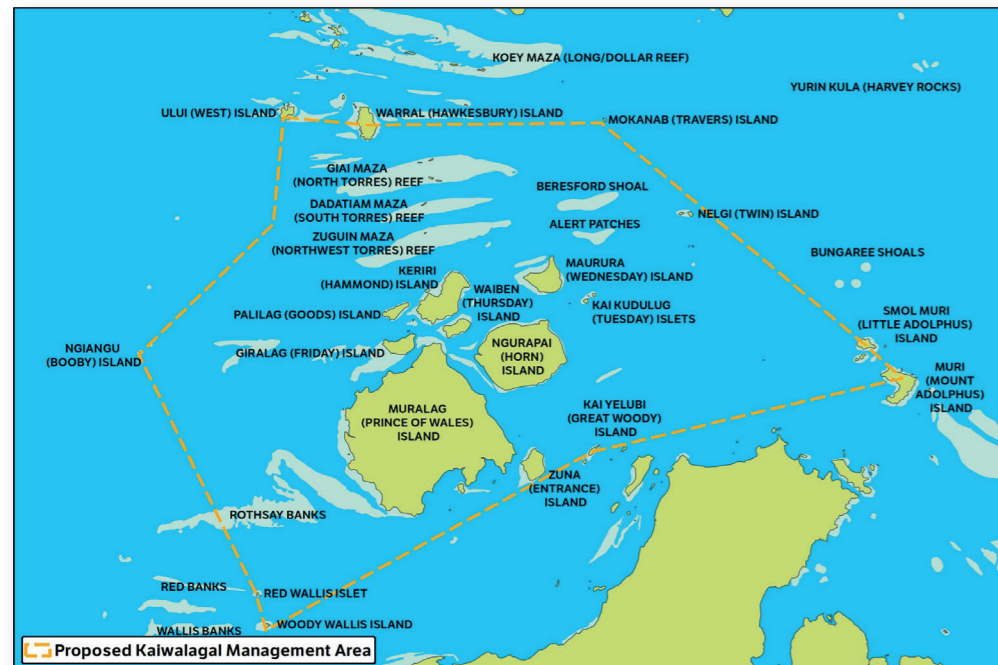 KOEY MAZA (LONG/DOLLAR REEF)
YURIN KULA (HARVEY ROCKS)
ULUI (WEST) ISLAND
WARRAL (HAWKESBURY) ISLAND
MOKANAB (TRAVERS) ISLAND
GIAI MAZA
(NORTH TORRES) REEF
BERESFORD SHOAL
DADATIAM MAZA
(SOUTH TORRES) REEF
NELGI (TWIN) ISLAND
ALERT PATCHES
ZUGUIN MAZA
(NORTHWEST TORRES) REEF
BUNGAREE SHOALS
MAURURA
(WEDNESDAY) ISLAND
KERIRI
(HAMMOND) ISLAND
WAIBEN
(THURSDAY)
ISLAND
KAI KUDULUG
(TUESDAY) ISLETS
PALILAG (GOODS) ISLAND
SMOL MURI
(LITTLE ADOLPHUS)
ISLAND
NGIANGU
(BOOBY) ISLAND
GIRALAG (FRIDAY) ISLAND
NGURAPAI
(HORN)
ISLAND
MURI
(MOUNT
ADOLPHUS)
ISLAND
MURALAG
(PRINCE OF WALES)
ISLAND
KAI YELUBI
(GREAT WOODY)
ISLAND
ZUNA
(ENTRANCE)
ISLAND
ROTHSAY BANKS
RED BANKS
RED WALLIS ISLET
WALLIS BANKS
WOODY WALLIS ISLAND
Proposed Kaiwalagal Management Area